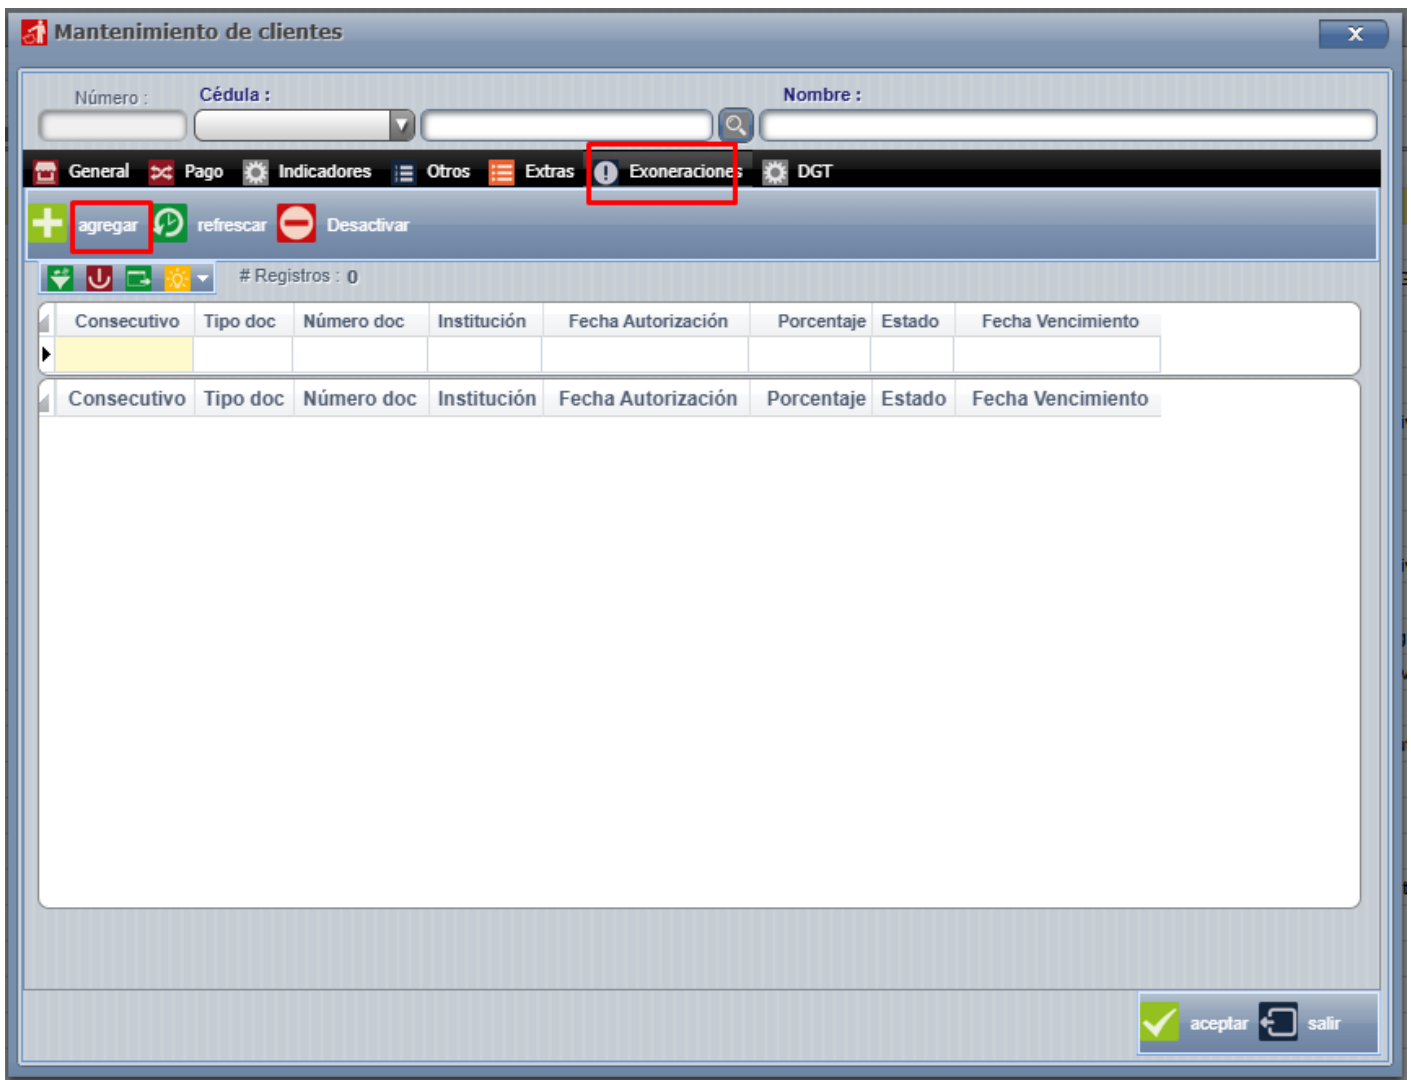 Mantenimiento de clientes
x
Número :
Cédula :
Nombre :
General Pago Indicadores Otros Extras Exoneraciones DGT
agregar refrescar Desactivar
# Registros : 0
Consecutivo Tipo doc Número doc Institución Fecha Autorización Porcentaje Estado Fecha Vencimiento
Consecutivo Tipo doc Número doc Institución Fecha Autorización Porcentaje Estado Fecha Vencimiento
aceptar salir